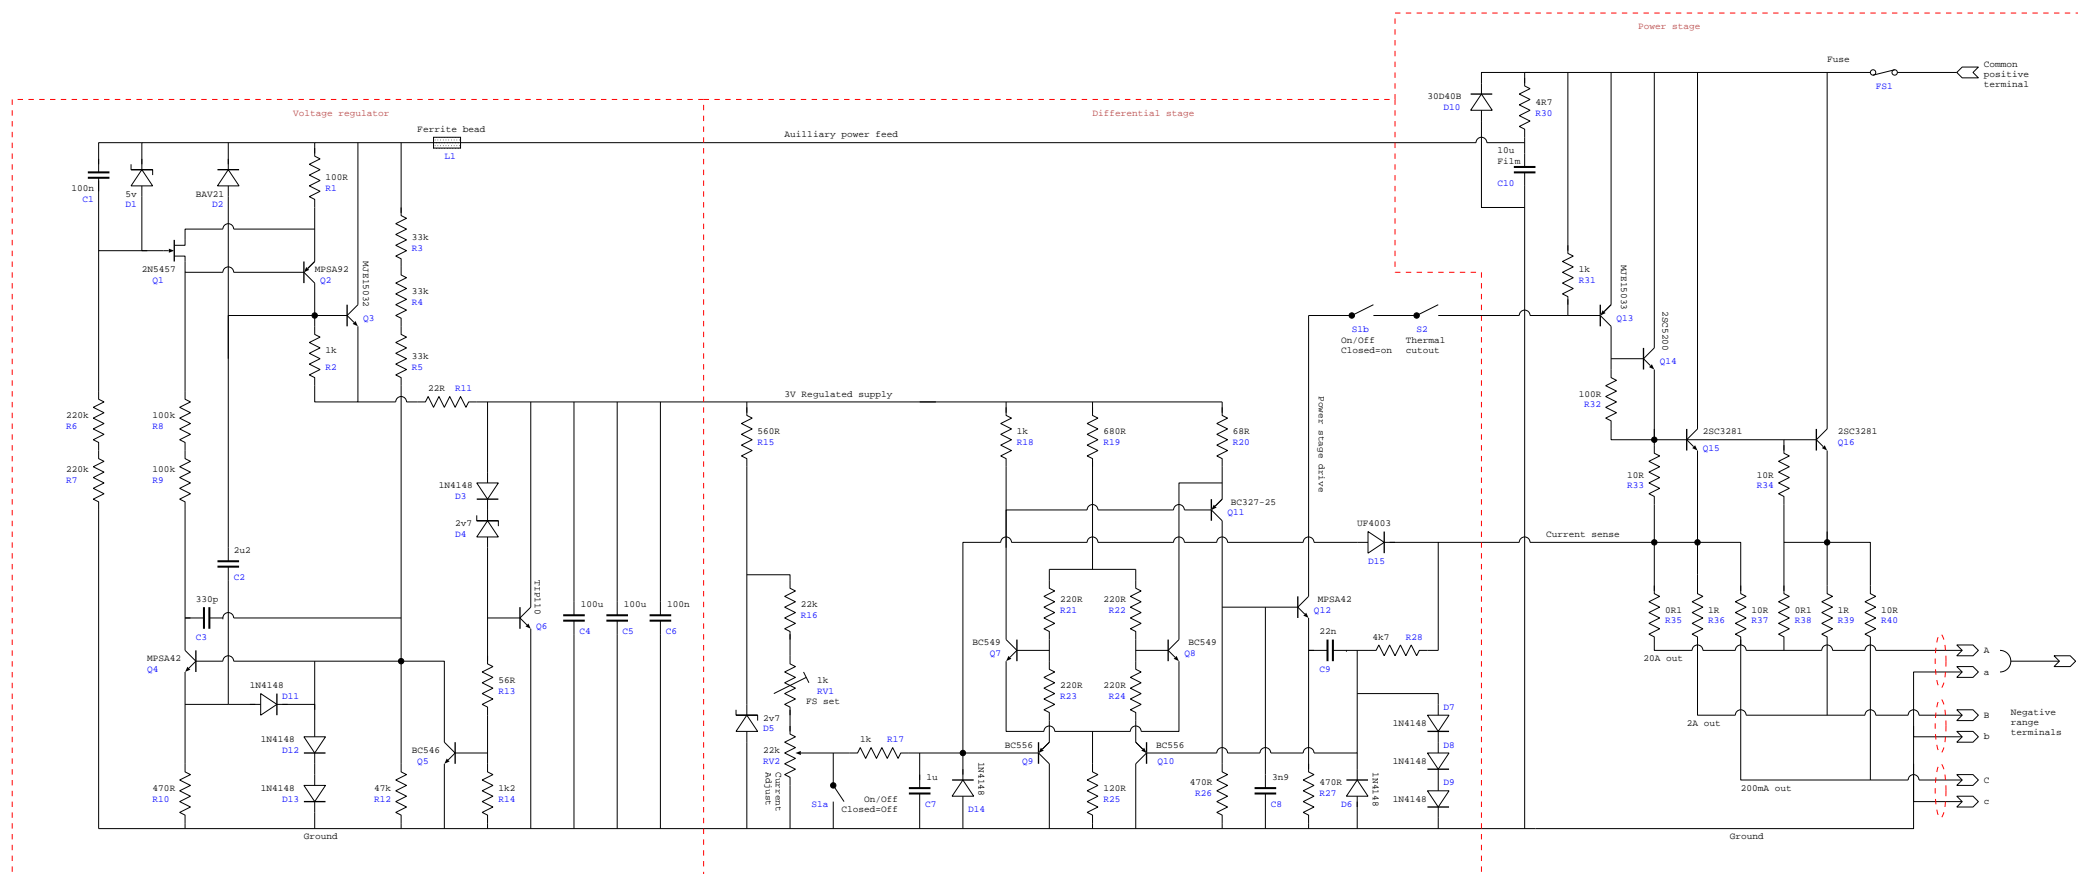 Power stage
Fuse
FS1
Common
positive
terminal
Voltage regulator
Differential stage
Ferrite bead
L1
Auilliary power feed
30D40B
D10
4R7
R30
10u
Film
C10
100n
C1
5v
D1
BAV21
D2
100R
R1
2N5457
Q1
MPSA92
Q2
MJE15032
Q3
33k
R3
33k
R4
33k
R5
1k
R2
22R R11
3V Regulated supply
1k
R31
MJE15033
Q13
2SC5200
Q14
S1b
On/Off
Closed=on
S2
Thermal
cutout
100R
R32
220k
R6
220k
R7
100k
R8
100k
R9
560R
R15
1k
R18
680R
R19
68R
R20
Power stage drive
2SC3281
Q15
2SC3281
Q16
10R
R33
10R
R34
1N4148
D3
2v7
D4
BC327-25
Q11
UF4003
D15
Current sense
2u2
C2
330p
C3
TIP110
Q6
100u
C4
100u
C5
100n
C6
22k
R16
220R
R21
220R
R22
MPSA42
Q12
0R1
R35
1R
R36
10R
R37
0R1
R38
1R
R39
10R
R40
MPSA42
Q4
BC549
Q7
BC549
Q8
22n
C9
4k7 R28
20A out
A
a
1N4148
D11
56R
R13
1k
RV1
FS set
220R
R23
220R
R24
2v7
D5
D7
1N4148
2A out
B
b
Negative
range
terminals
1N4148
D12
BC546
Q5
22k
RV2
Current
Adjust
1k R17
BC556
Q9
BC556
Q10
D8
1N4148
470R
R10
1N4148
D13
47k
R12
1k2
R14
S1a
On/Off
Closed=Off
1u
C7
1N4148
D14
120R
R25
470R
R26
3n9
C8
470R
R27
1N4148
D6
D9
1N4148
200mA out
C
c
Ground
Ground